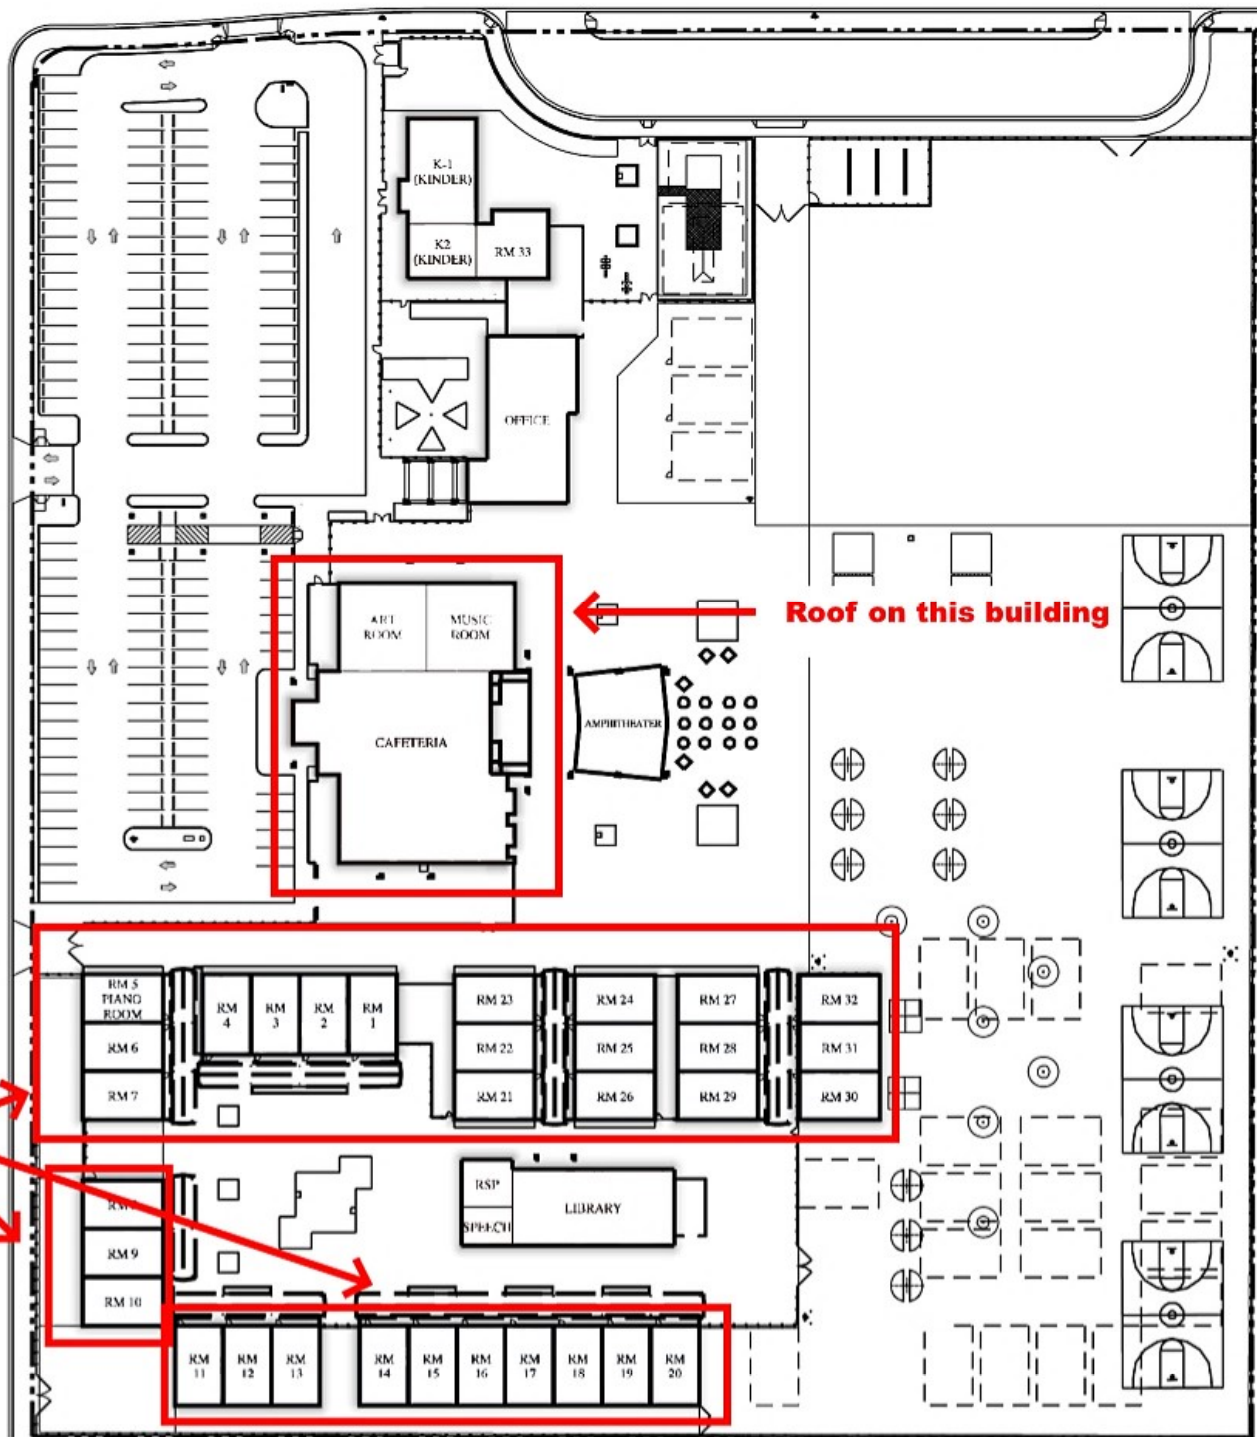 K-1
(KINDER)
K2
(KINDER)
RM 33
OFFICE
Roof on this building
ART
ROOM
MUSIC
ROOM
CAFETERIA
AMPHITHEATER
RM 5
PIANO
ROOM
RM 6
RM 7
RM
4
RM
3
RM
2
RM
1
RM 23
RM 22
RM 21
RM 24
RM 25
RM 26
RM 27
RM 28
RM 29
RM 32
RM 31
RM 30
RSP
SPEECH
LIBRARY
RM 9
RM 10
RM
11
RM
12
RM
13
RM
14
RM
15
RM
16
RM
17
RM
18
RM
19
RM
20